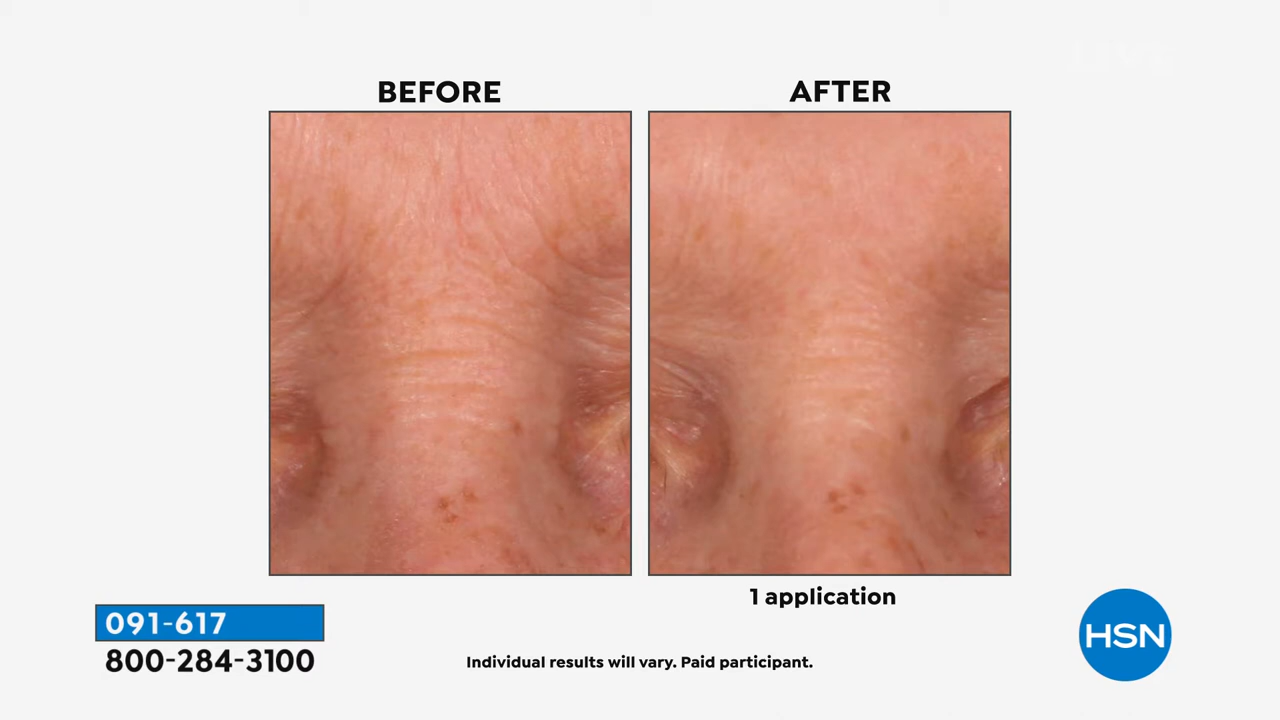 BEFORE
AFTER
1 application
091-617
800-284-3100
Individual results will vary. Paid participant.
HSN